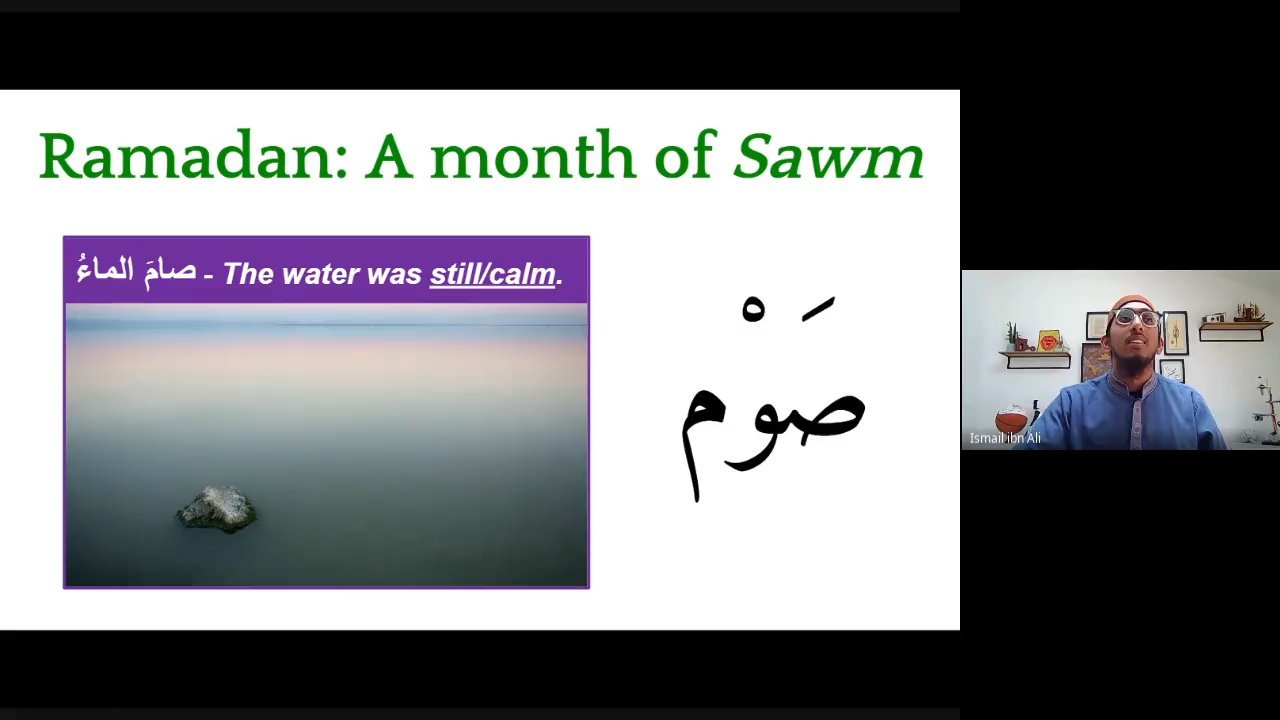 Ramadan: A month of Sawm
صامَ الماءُ - The water was still/calm.
صَوْم
Ismail ibn Ali